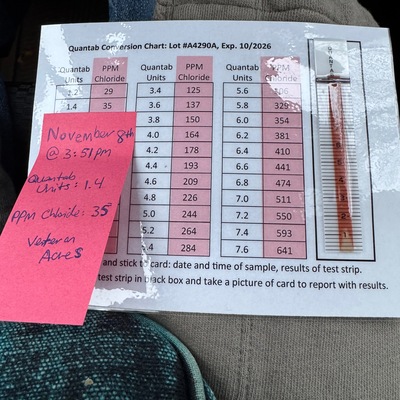 Quantab Conversion Chart: Lot #A4290A, Exp. 10/2026
Quantab Units PPM Chloride Quantab Units PPM Chloride Quantab Units PPM Chloride
1.2 29 3.4 125 5.6
1.4 35 3.6 137 5.8 329
3.8 150 6.0 354
4.0 164 6.2 381
4.2 178 6.4 410
4.4 193 6.6 441
4.6 209 6.8 474
4.8 226 7.0 511
5.0 244 7.2 550
5.2 264 7.4 593
284 7.6 641
November 8th
@ 3:51pm
Quantab
Units: 1.4
PPM Chloride: 35
Veteran
Acres
and stick to card: date and time of sample, results of test strip.
test strip in black box and take a picture of card to report with results.
QUANTAB